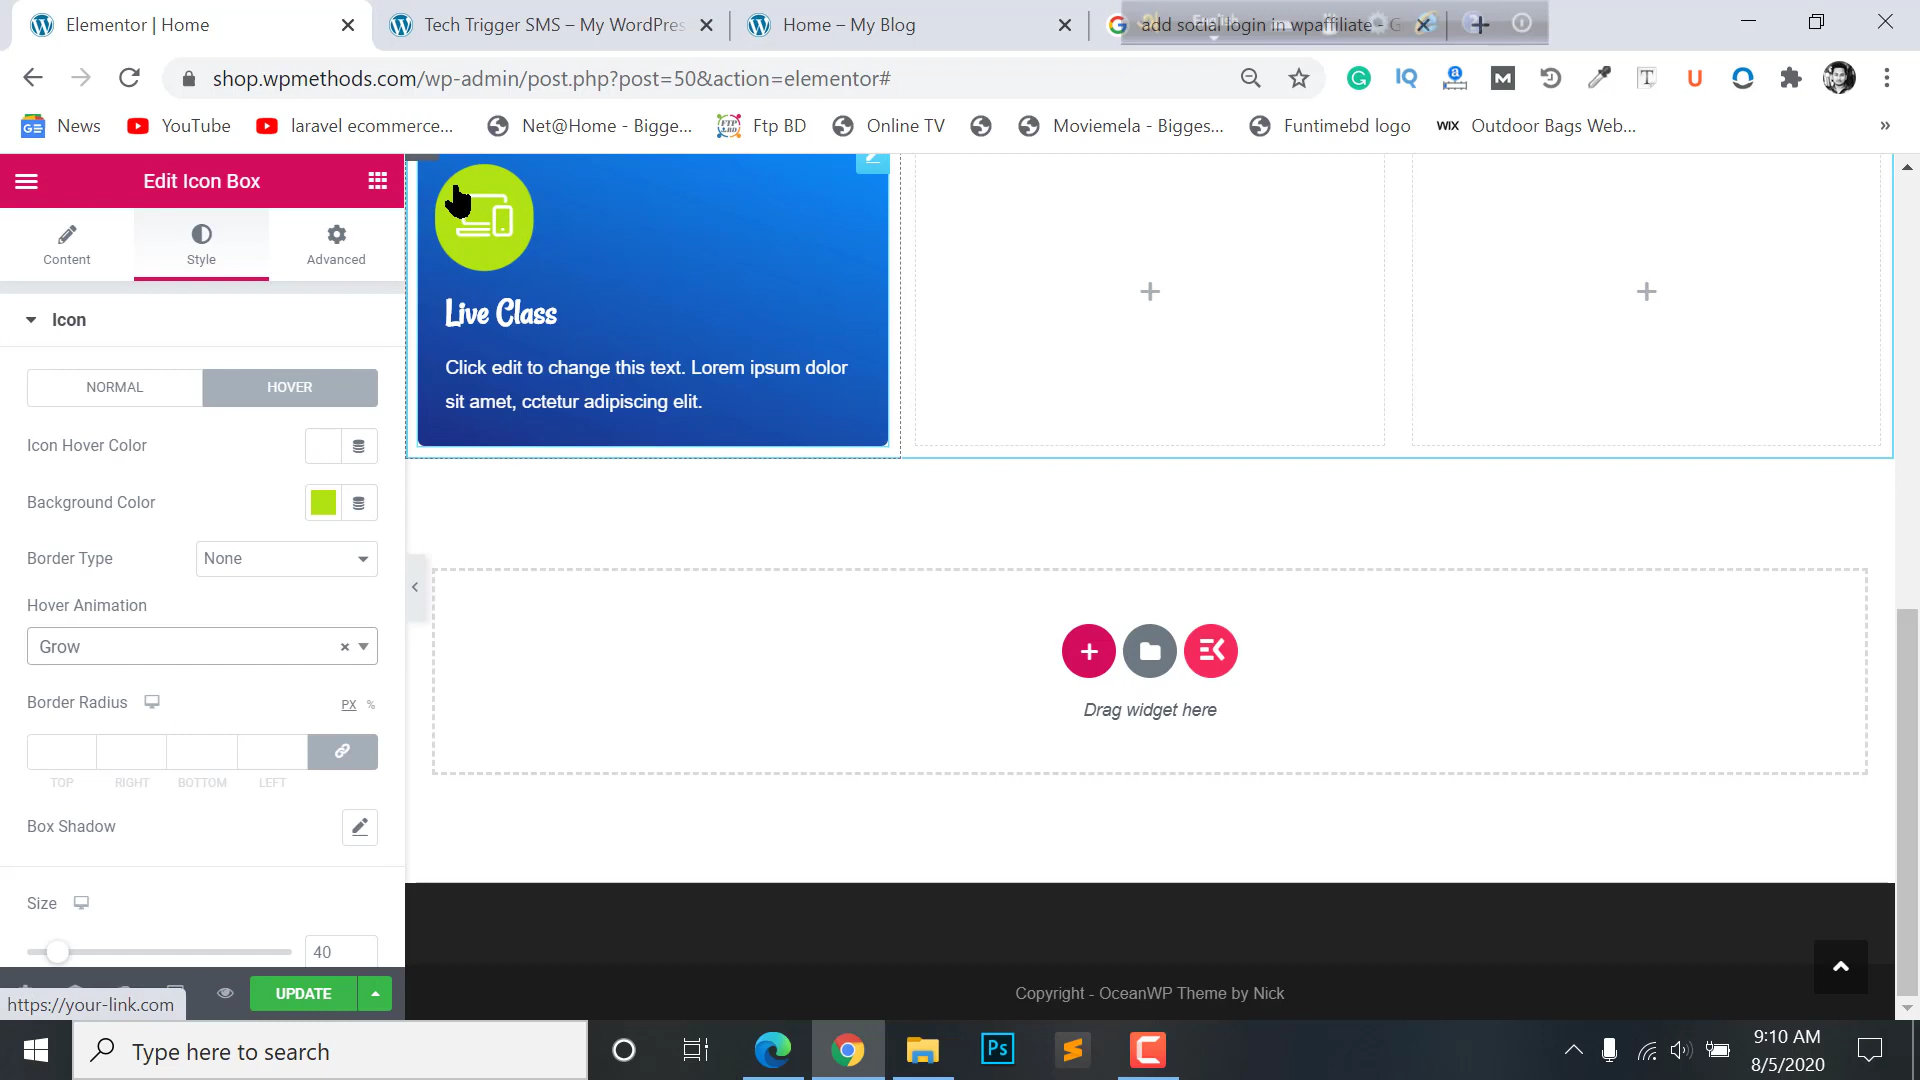 Elementor | Home
Tech Trigger SMS – My WordPres
Home – My Blog
add social login in wpaffiliate - G
shop.wpmethods.com/wp-admin/post.php?post=50&action=elementor#
News
YouTube
laravel ecommerce...
Net@Home - Bigge...
Ftp BD
Online TV
Moviemela - Bigges...
Funtimebd logo
WIX Outdoor Bags Web...
»
Edit Icon Box
Content
Style
Advanced
Icon
NORMAL
HOVER
Icon Hover Color
Background Color
Border Type
None
Hover Animation
Grow
Border Radius
PX %
TOP RIGHT BOTTOM LEFT
Box Shadow
Size
40
UPDATE
https://your-link.com
Live Class
Click edit to change this text. Lorem ipsum dolor
sit amet, cctetur adipiscing elit.
Drag widget here
Copyright - OceanWP Theme by Nick
Type here to search
Ps
9:10 AM
8/5/2020